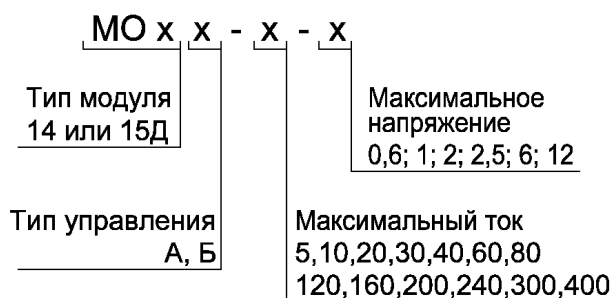 МО х х - х - х
Тип модуля
14 или 15Д
Максимальное
напряжение
0,6; 1; 2; 2,5; 6; 12
Тип управления
А, Б
Максимальный ток
5,10,20,30,40,60,80
120,160,200,240,300,400